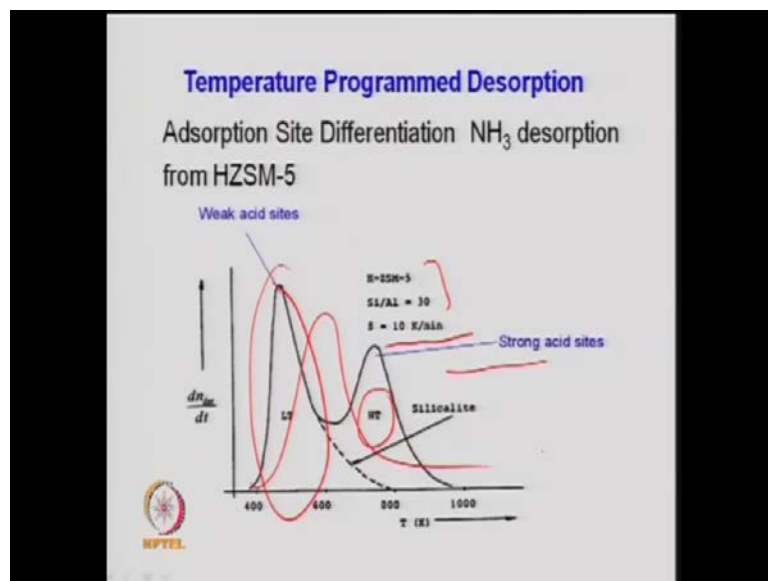 Temperature Programmed Desorption
Adsorption Site Differentiation NH₃ desorption
from HZSM-5
Weak acid sites
H-ZSM-5
Si/Al = 30
β = 10 K/min
Strong acid sites
dn/dt
LT
HT
Silicalite
400 600 800 1000
T (K)
NPTEL